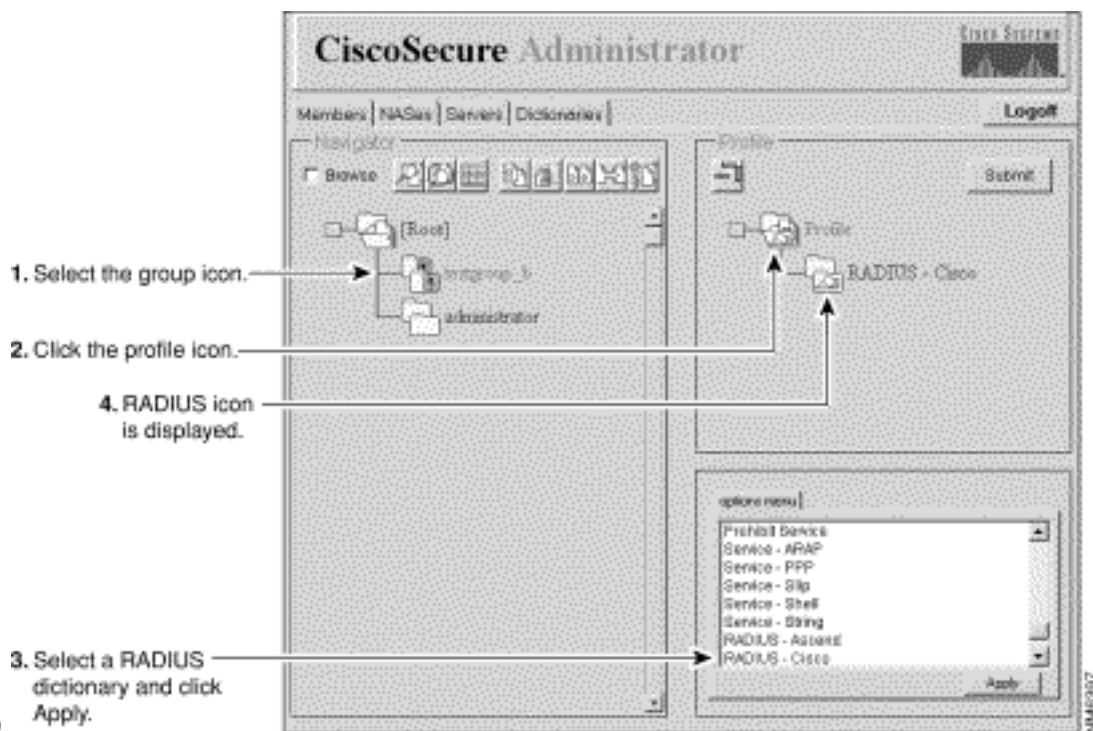 CiscoSecure Administrator
CISCO SYSTEMS
Members | NASes | Servers | Dictionaries |
Logoff
Navigator
Browse
[Root]
administrator
Profile
Submit
Profile
RADIUS - Cisco
1. Select the group icon.
2. Click the profile icon.
4. RADIUS icon
is displayed.
options menu
Prohibit Service
Service - ARAP
Service - PPP
Service - Slip
Service - Shell
Service - String
RADIUS - Ascend
RADIUS - Cisco
Apply
3. Select a RADIUS
dictionary and click
Apply.